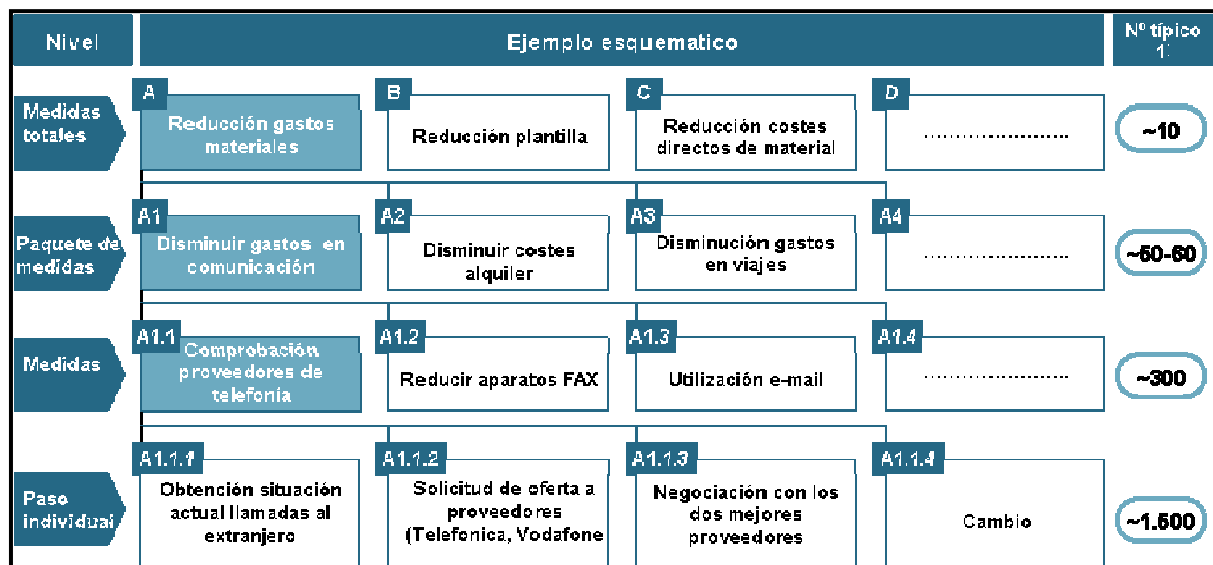 Nivel
Ejemplo esquematico
Nº típico
1
Medidas
totales
A
Reducción gastos
materiales
B
Reducción plantilla
C
Reducción costes
directos de material
D
........................
~10
Paquete de
medidas
A1
Disminuir gastos en
comunicación
A2
Disminuir costes
alquiler
A3
Disminución gastos
en viajes
A4
........................
Medidas
A1.1
Comprobación
proveedores de
telefonía
A1.2
Reducir aparatos FAX
A1.3
Utilización e-mail
A1.4
........................
~300
Paso
individual
A1.1.1
Obtención situación
actual llamadas al
extranjero
A1.1.2
Solicitud de oferta a
proveedores
(Telefonica, Vodafone
A1.1.3
Negociación con los
dos mejores
proveedores
A1.1.4
Cambio
~1.500